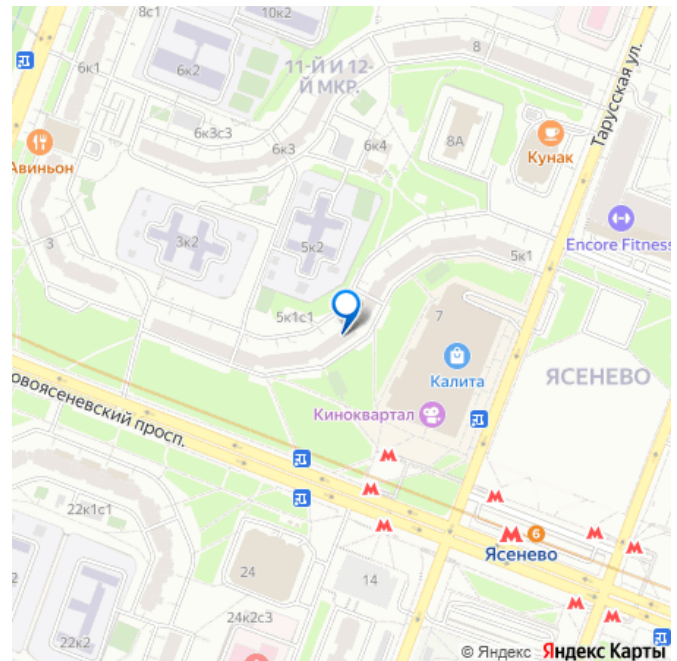 8с1
10к2
6к1
6к2
11-Й И 12-
Й МКР.
8
Тарусская ул.
Авиньон
6к3с3
6к3
6к4
8А
Кунак
3
3к2
5к2
5к1
Encore Fitness
5к1с1
7
Калита
ЯСЕНЕВО
Киноквартал
овоясеневский просп.
22к1с1
6
Ясенево
24
14
24к2с3
22к2
© Яндекс Яндекс Карты